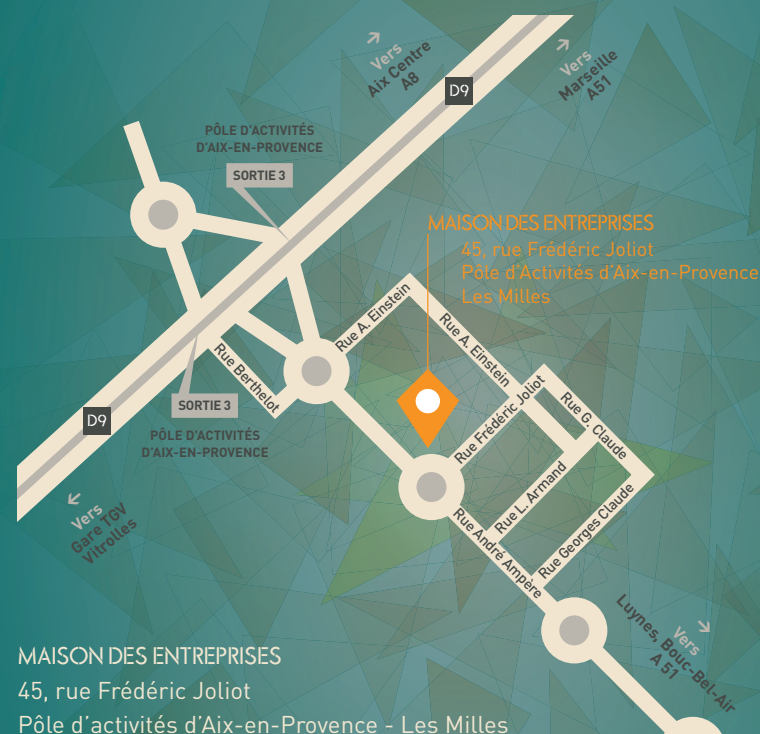 Vers
Aix Centre
A8
Vers
Marseille
A51
D9
PÔLE D'ACTIVITÉS
D'AIX-EN-PROVENCE
SORTIE 3
MAISON DES ENTREPRISES
45, rue Frédéric Joliot
Pôle d'Activités d'Aix-en-Provence
Les Milles
Rue A. Einstein
Rue A. Einstein
Rue Berthelot
Rue Frédéric Joliot
Rue G. Claude
SORTIE 3
D9
PÔLE D'ACTIVITÉS
D'AIX-EN-PROVENCE
Rue L. Armand
Rue Georges Claude
Rue André Ampère
Vers
Gare TGV
Vitrolles
Vers
Luynes, Bouc-Bel-Air
A 51
MAISON DES ENTREPRISES
45, rue Frédéric Joliot
Pôle d'activités d'Aix-en-Provence - Les Milles